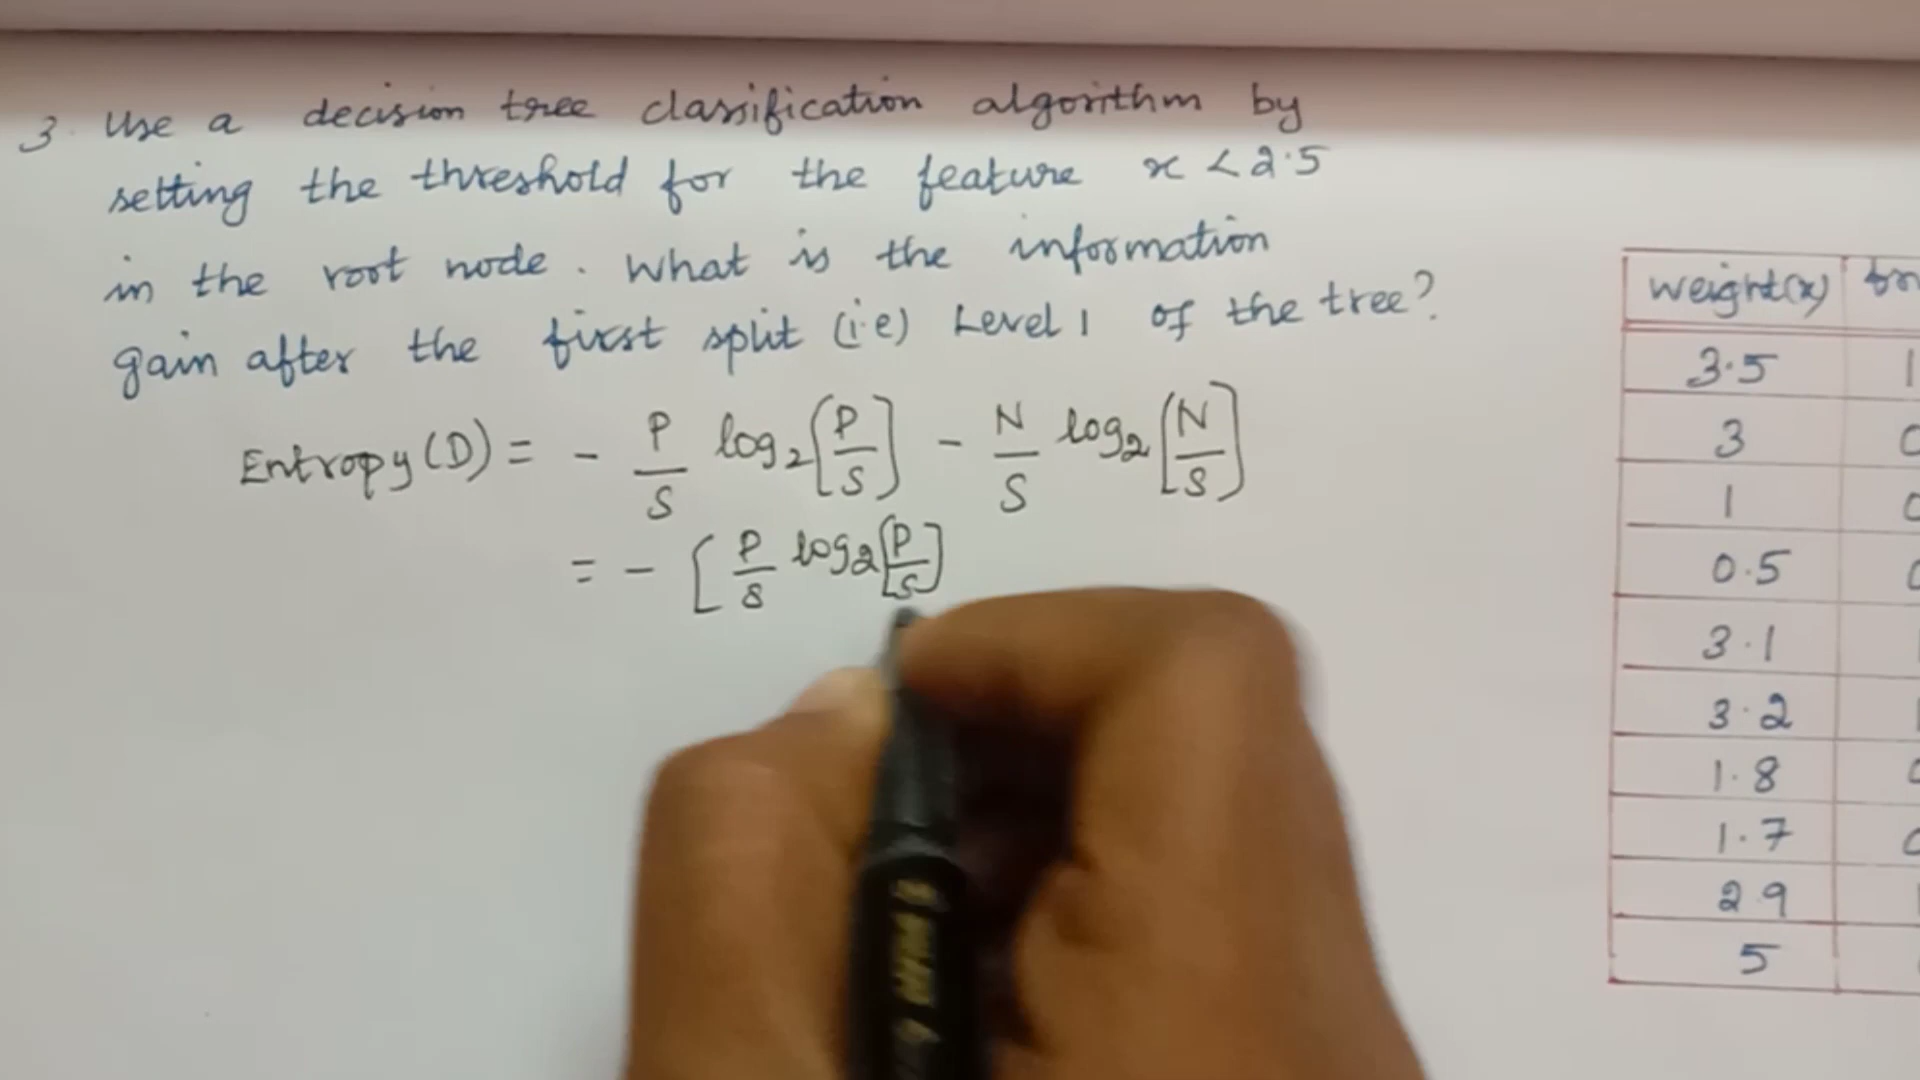 3. Use a decision tree classification algorithm by
setting the threshold for the feature x < 2.5
in the root node. What is the information
gain after the first split (i.e) Level 1 of the tree?
Entropy (D) = - P/S log₂[P/S] - N/S log₂[N/S]
= - [P/S log₂[P/S]
weight(x)
3.5 1
3
1
0.5
3.1
3.2
1.8
1.7
2.9
5